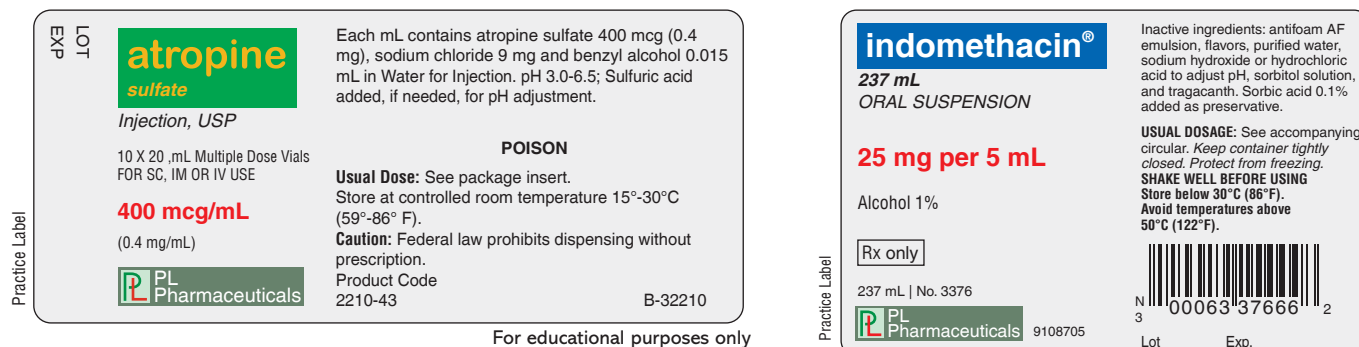 LOT
EXP
atropine
sulfate
Injection, USP
10 X 20 ,mL Multiple Dose Vials
FOR SC, IM OR IV USE
400 mcg/mL
(0.4 mg/mL)
PL
PL
Pharmaceuticals
Practice Label
Each mL contains atropine sulfate 400 mcg (0.4
mg), sodium chloride 9 mg and benzyl alcohol 0.015
mL in Water for Injection. pH 3.0-6.5; Sulfuric acid
added, if needed, for pH adjustment.
POISON
Usual Dose: See package insert.
Store at controlled room temperature 15°-30°C
(59°-86° F).
Caution: Federal law prohibits dispensing without
prescription.
Product Code
2210-43 B-32210
For educational purposes only
indomethacin®
237 mL
ORAL SUSPENSION
25 mg per 5 mL
Alcohol 1%
Rx only
237 mL | No. 3376
PL
PL
Pharmaceuticals 9108705
Practice Label
Inactive ingredients: antifoam AF
emulsion, flavors, purified water,
sodium hydroxide or hydrochloric
acid to adjust pH, sorbitol solution,
and tragacanth. Sorbic acid 0.1%
added as preservative.
USUAL DOSAGE: See accompanying
circular. Keep container tightly
closed. Protect from freezing.
SHAKE WELL BEFORE USING
Store below 30°C (86°F).
Avoid temperatures above
50°C (122°F).
N
3 00063 37666 2
Lot Exp.